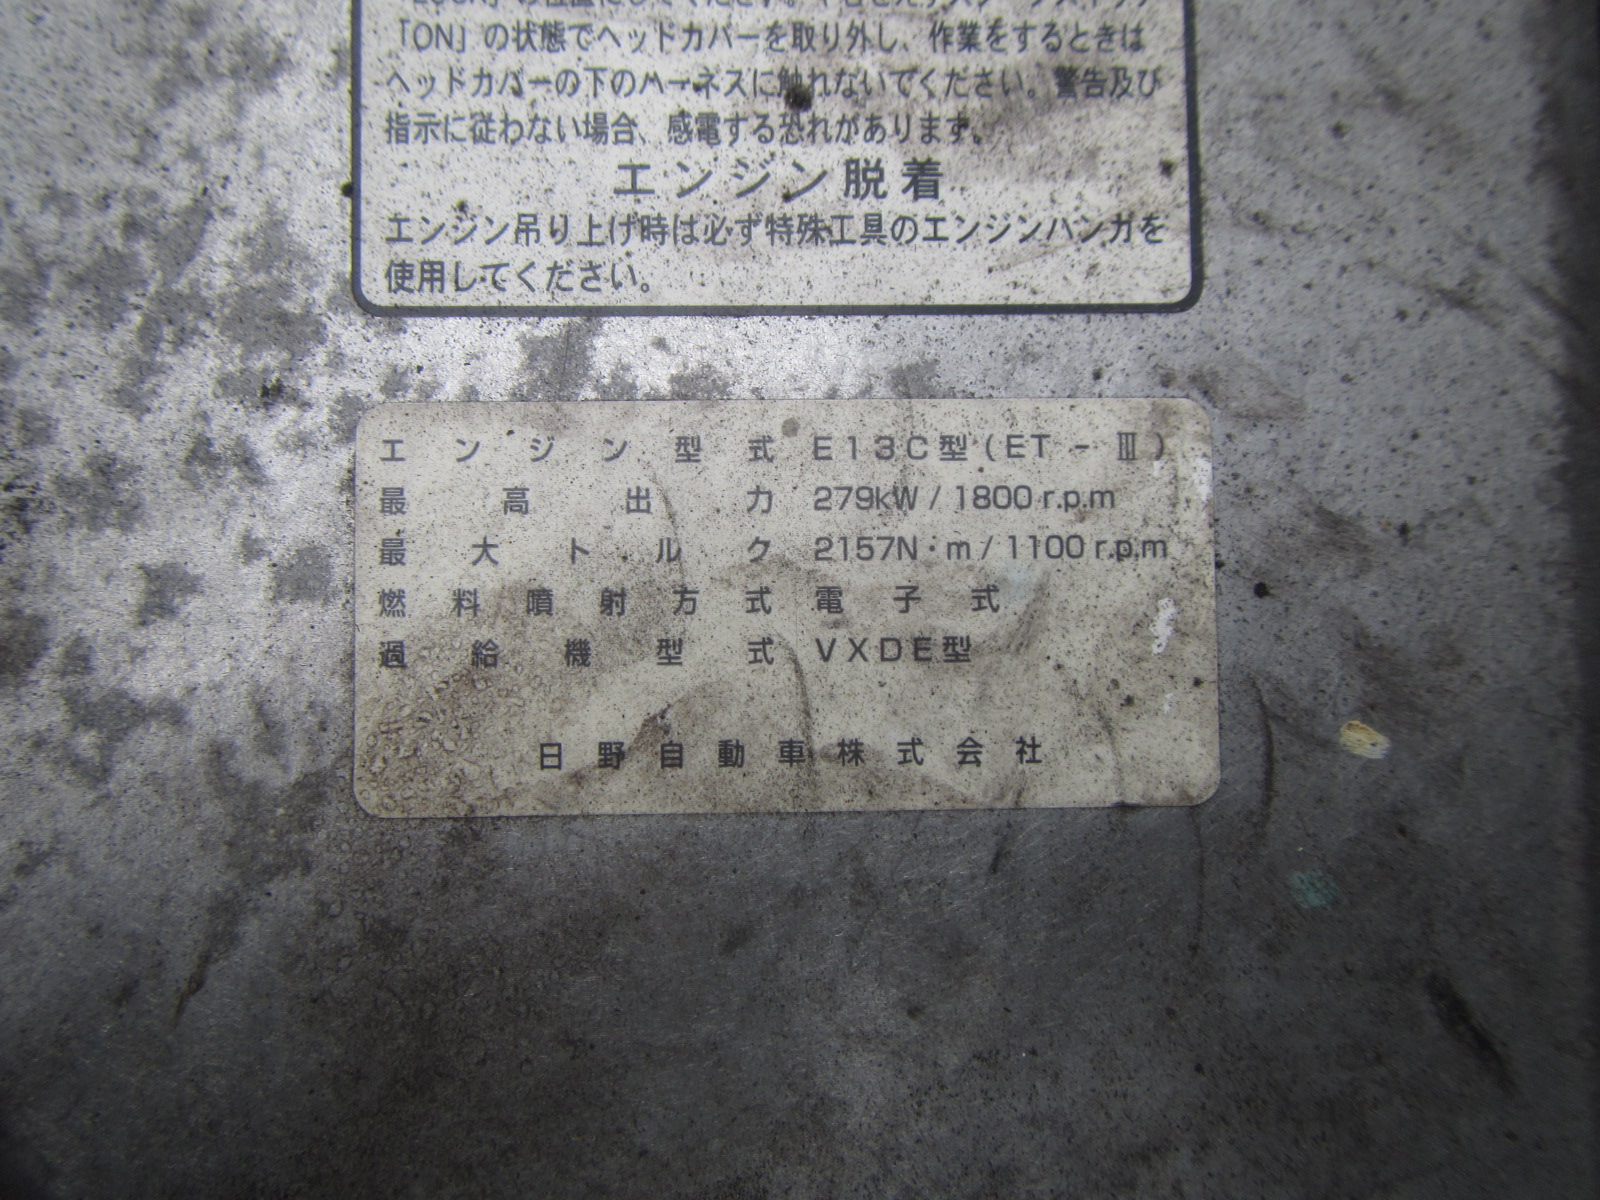 「ON」の状態でヘッドカバーを取り外し、作業をするときは
ヘッドカバーの下のハーネスに触れないでください。警告及び
指示に従わない場合、感電する恐れがあります。
エンジン脱着
エンジン吊り上げ時は必ず特殊工具のエンジンハンガを
使用してください。
エンジン型式 E13C型(ET-Ⅲ)
最高出力 279kW/1800r.p.m
最大トルク 2157N·m/1100r.p.m
燃料噴射方式 電子式
過給機型式 VXDE型
日野自動車株式会社